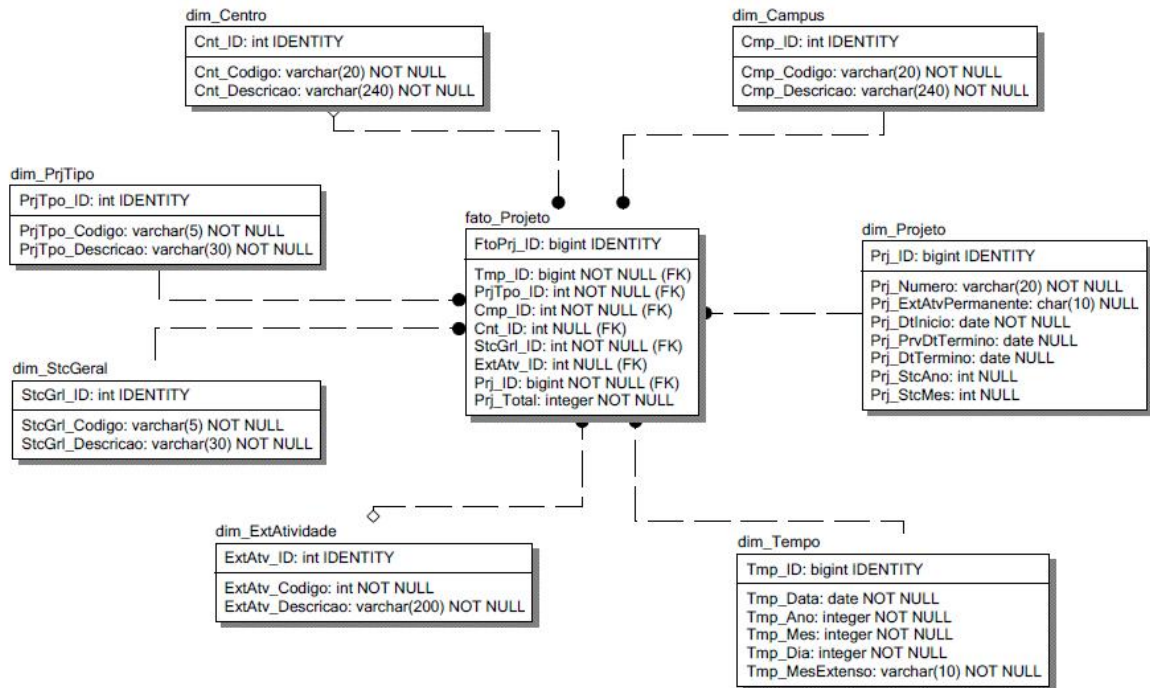 dim_Centro
Cnt_ID: int IDENTITY
Cnt_Codigo: varchar(20) NOT NULL
Cnt_Descricao: varchar(240) NOT NULL
dim_Campus
Cmp_ID: int IDENTITY
Cmp_Codigo: varchar(20) NOT NULL
Cmp_Descricao: varchar(240) NOT NULL
dim_PrjTipo
PrjTpo_ID: int IDENTITY
PrjTpo_Codigo: varchar(5) NOT NULL
PrjTpo_Descricao: varchar(30) NOT NULL
fato_Projeto
FtoPrj_ID: bigint IDENTITY
Tmp_ID: bigint NOT NULL (FK)
PrjTpo_ID: int NOT NULL (FK)
Cmp_ID: int NOT NULL (FK)
Cnt_ID: int NULL (FK)
StcGrl_ID: int NOT NULL (FK)
ExtAtv_ID: int NULL (FK)
Prj_ID: bigint NOT NULL (FK)
Prj_Total: integer NOT NULL
dim_Projeto
Prj_ID: bigint IDENTITY
Prj_Numero: varchar(20) NOT NULL
Prj_ExtAtvPermanente: char(10) NULL
Prj_DtInicio: date NOT NULL
Prj_PrvDtTermino: date NULL
Prj_DtTermino: date NULL
Prj_StcAno: int NULL
Prj_StcMes: int NULL
dim_StcGeral
StcGrl_ID: int IDENTITY
StcGrl_Codigo: varchar(5) NOT NULL
StcGrl_Descricao: varchar(30) NOT NULL
dim_ExtAtividade
ExtAtv_ID: int IDENTITY
ExtAtv_Codigo: int NOT NULL
ExtAtv_Descricao: varchar(200) NOT NULL
dim_Tempo
Tmp_ID: bigint IDENTITY
Tmp_Data: date NOT NULL
Tmp_Ano: integer NOT NULL
Tmp_Mes: integer NOT NULL
Tmp_Dia: integer NOT NULL
Tmp_MesExtenso: varchar(10) NOT NULL